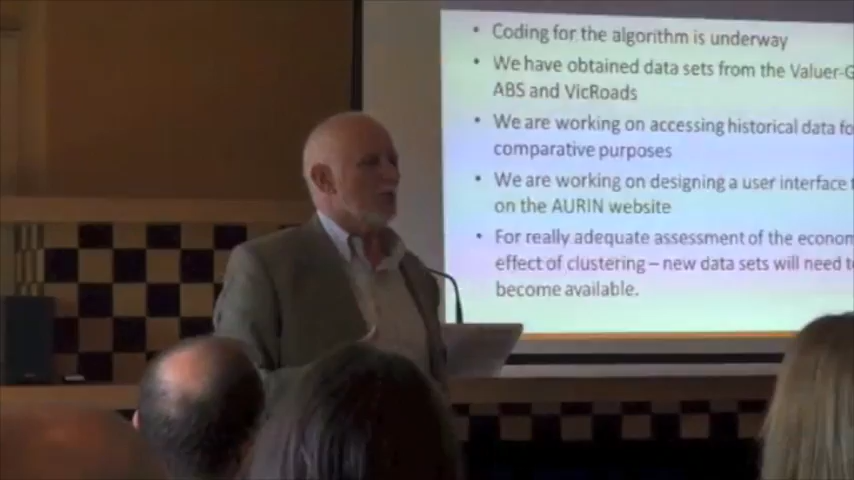 • Coding for the algorithm is underway
• We have obtained data sets from the Valuer-G
ABS and VicRoads
• We are working on accessing historical data fo
comparative purposes
• We are working on designing a user interface
on the AURIN website
• For really adequate assessment of the econom
effect of clustering – new data sets will need to
become available.